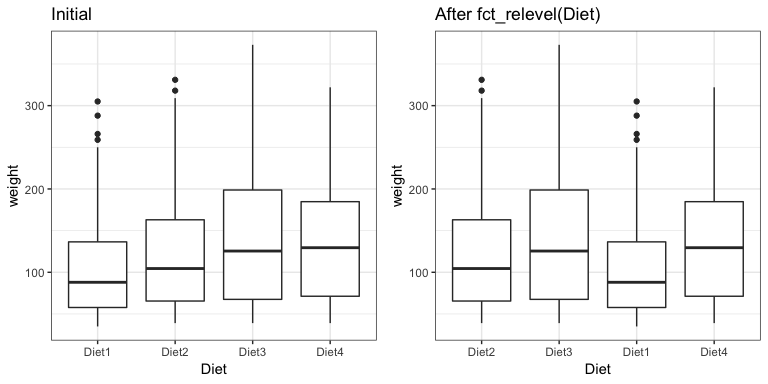 Initial
weight
300
200
100
Diet1 Diet2 Diet3 Diet4
Diet
After fct_relevel(Diet)
weight
300
200
100
Diet2 Diet3 Diet1 Diet4
Diet